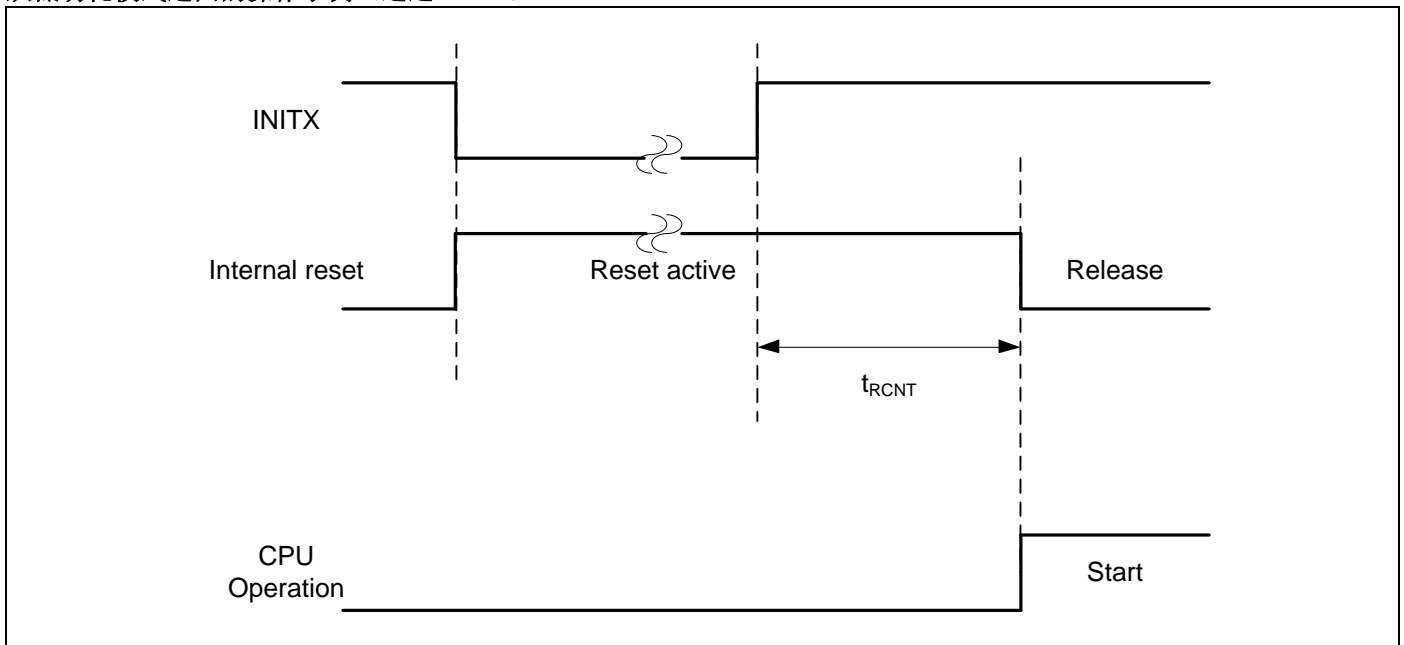 INITX
Internal reset
Reset active
Release
tRCNT
CPU
Operation
Start